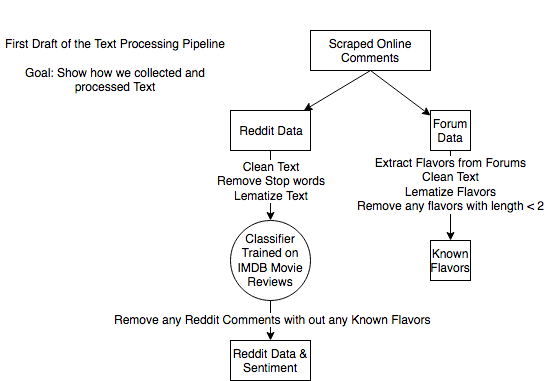 First Draft of the Text Processing Pipeline
Goal: Show how we collected and
processed Text
Scraped Online
Comments
Reddit Data
Forum
Data
Clean Text
Remove Stop words
Lematize Text
Extract Flavors from Forums
Clean Text
Lematize Flavors
Remove any flavors with length < 2
Classifier
Trained on
IMDB Movie
Reviews
Known
Flavors
Remove any Reddit Comments with out any Known Flavors
Reddit Data &
Sentiment